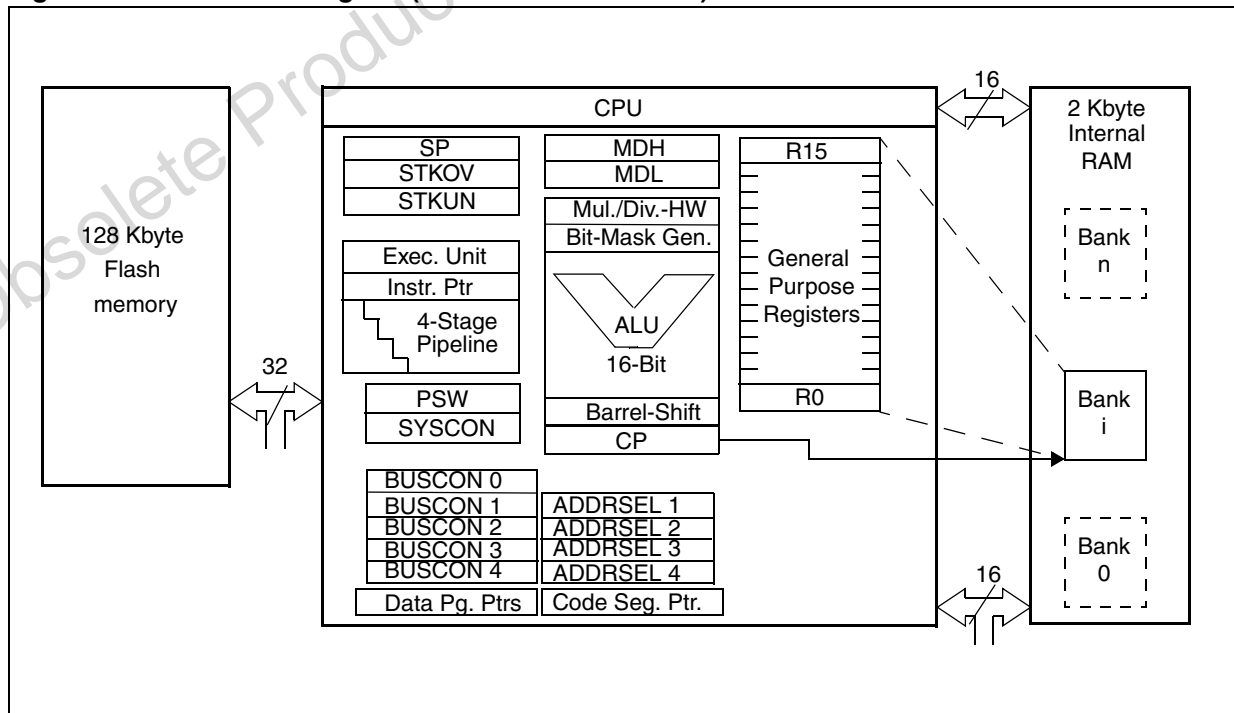 Obsolete Produc
128 Kbyte
Flash
memory
32
CPU
SP
STKOV
STKUN
Exec. Unit
Instr. Ptr
4-Stage
Pipeline
PSW
SYSCON
BUSCON 0
BUSCON 1
BUSCON 2
BUSCON 3
BUSCON 4
Data Pg. Ptrs
MDH
MDL
Mul./Div.-HW
Bit-Mask Gen.
ALU
16-Bit
Barrel-Shift
CP
ADDRSEL 1
ADDRSEL 2
ADDRSEL 3
ADDRSEL 4
Code Seg. Ptr.
R15
General
Purpose
Registers
R0
16
16
2 Kbyte
Internal
RAM
Bank
n
Bank
i
Bank
0